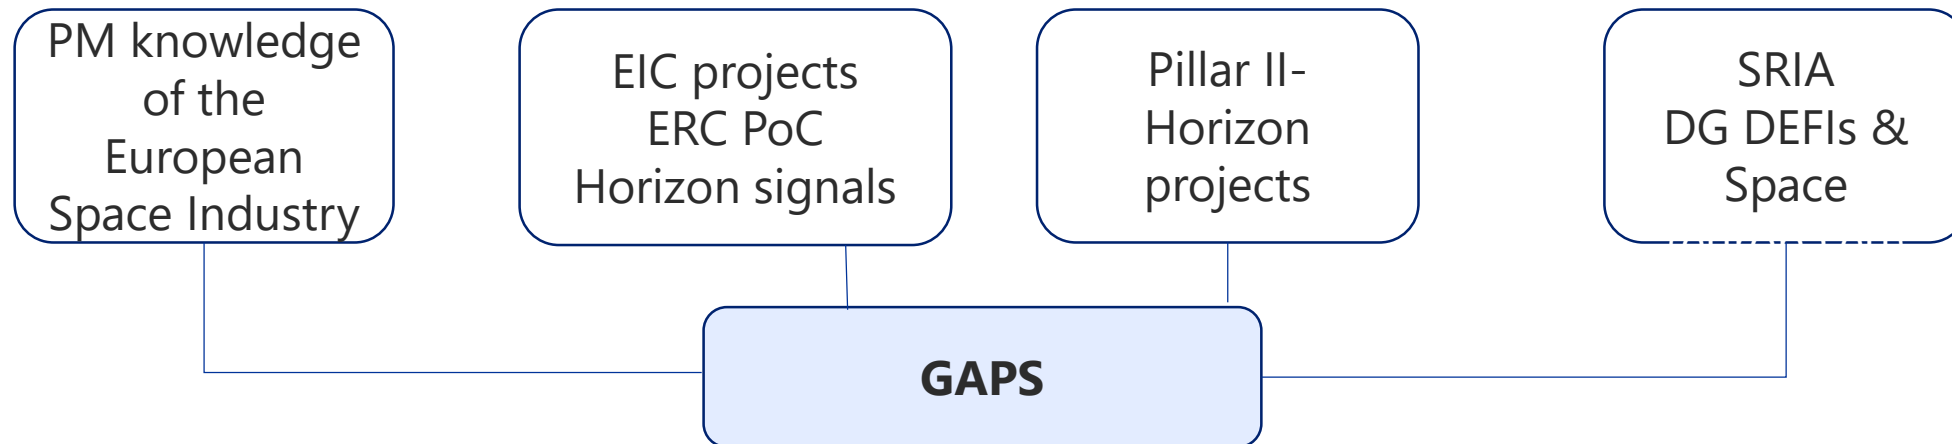 PM knowledge
of the
European
Space Industry
EIC projects
ERC PoC
Horizon signals
Pillar II-
Horizon
projects
SRIA
DG DEFIs &
Space
GAPS